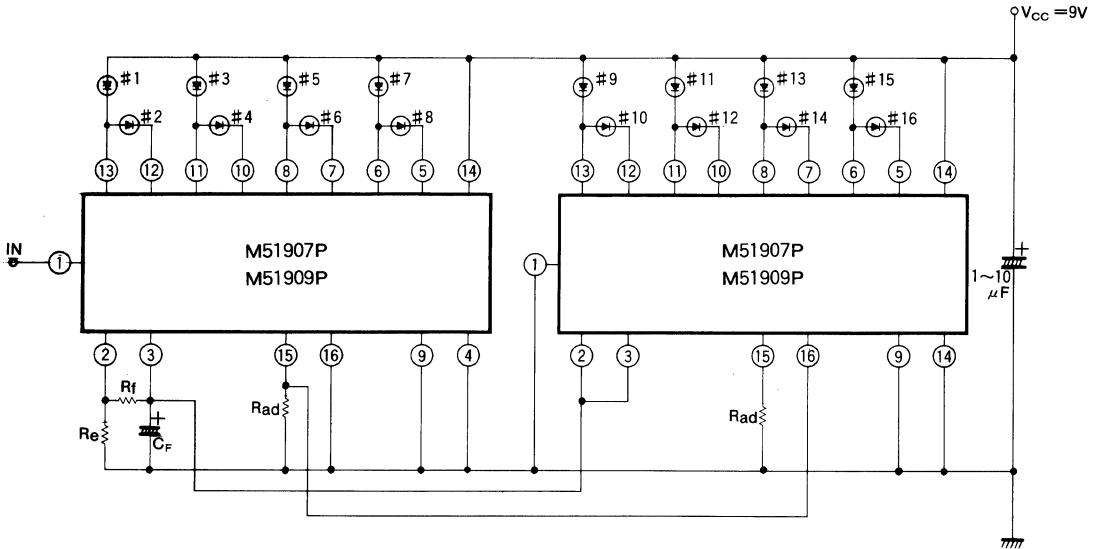 VCC=9V
#1 #3 #5 #7 #9 #11 #13 #15
#2 #4 #6 #8 #10 #12 #14 #16
13 12 11 10 8 7 6 5 14 13 12 11 10 8 7 6 5 14
IN
1
M51907P
M51909P
1
M51907P
M51909P
+
1~10
μF
2 3 15 16 9 4 2 3 15 16 9 14
Rf
Re
+
CF
Rad
Rad